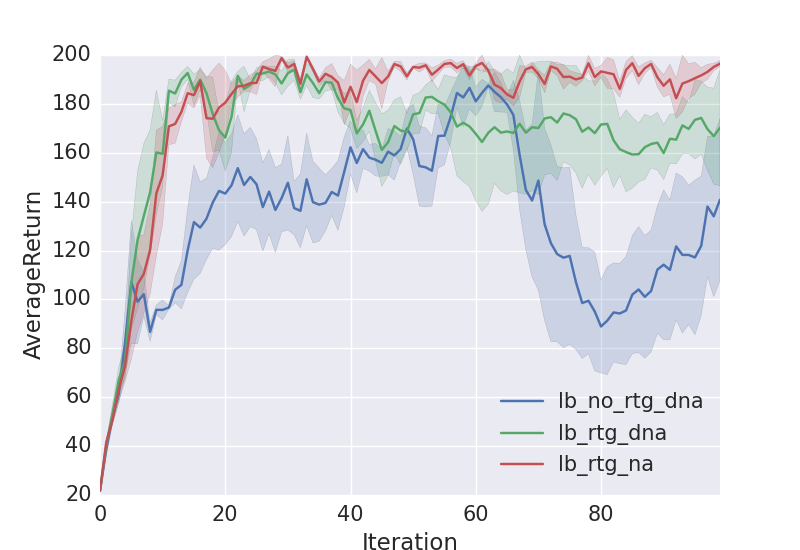 200
180
160
140
120
100
80
60
40
20
AverageReturn
0 20 40 60 80
Iteration
lb_no_rtg_dna
lb_rtg_dna
lb_rtg_na